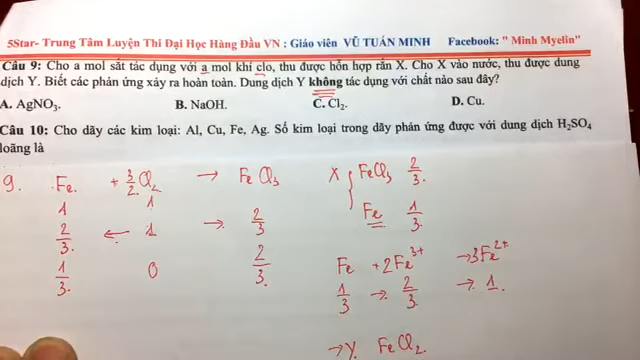 5Star- Trung Tâm Luyện Thi Đại Học Hàng Đầu VN : Giáo viên VŨ TUẤN MINH Facebook: " Minh Myelin"
Câu 9: Cho a mol sắt tác dụng với a mol khí clo, thu được hỗn hợp rắn X. Cho X vào nước, thu được dung
dịch Y. Biết các phản ứng xảy ra hoàn toàn. Dung dịch Y không tác dụng với chất nào sau đây?
A. AgNO₃. B. NaOH. C. Cl₂. D. Cu.
Câu 10: Cho dãy các kim loại: Al, Cu, Fe, Ag. Số kim loại trong dãy phản ứng được với dung dịch H₂SO₄
loãng là
9. Fe + 3/2 Cl₂ → FeCl₃ X { FeCl₃ 2/3.
1 1 Fe 1/3.
2/3. ← 1 → 2/3
1/3. 0 2/3.
Fe + 2Fe³⁺ → 3Fe²⁺
1/3 → 2/3 → 1.
→ Y. FeCl₂.